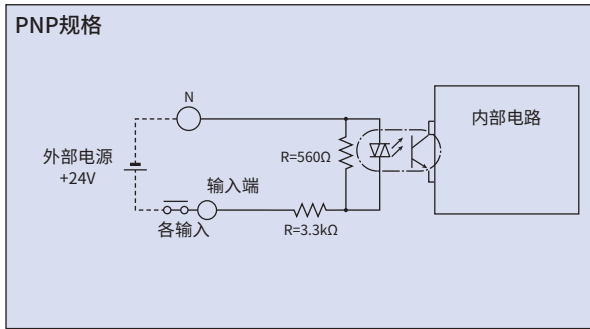 PNP规格
N
内部电路
外部电源
+24V
R=560Ω
输入端
各输入
R=3.3kΩ